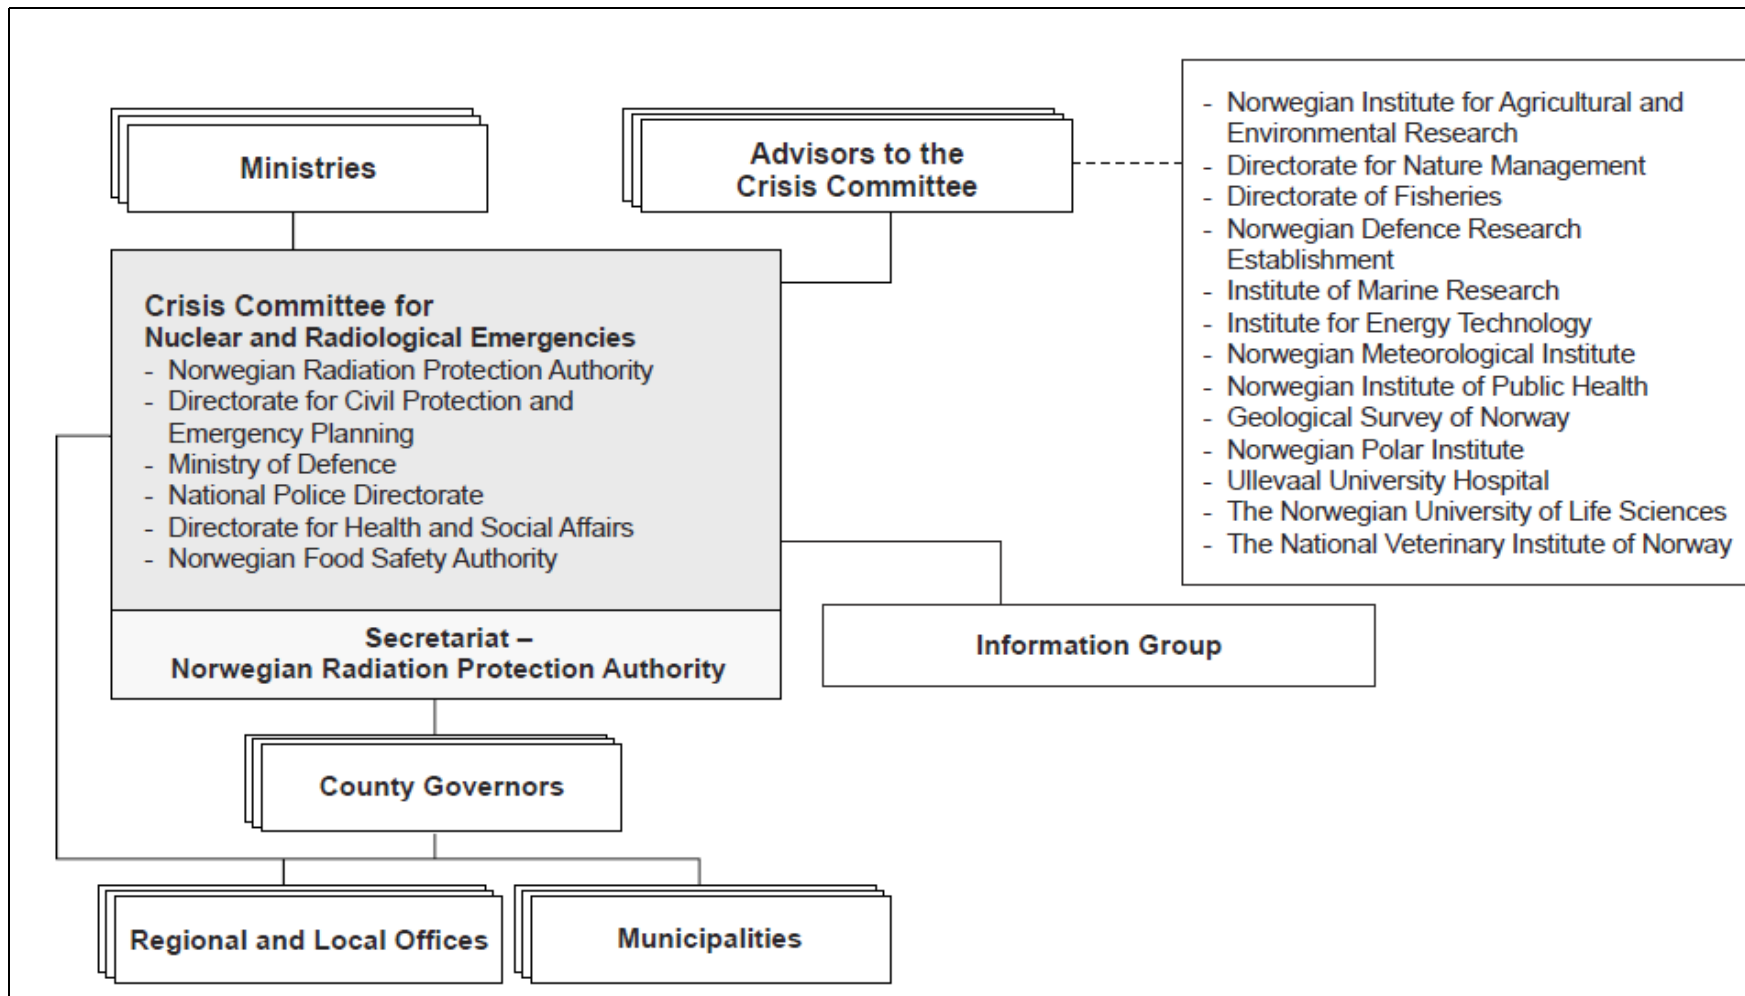 Ministries
Advisors to the
Crisis Committee
- Norwegian Institute for Agricultural and
Environmental Research
- Directorate for Nature Management
- Directorate of Fisheries
- Norwegian Defence Research
Establishment
- Institute of Marine Research
- Institute for Energy Technology
- Norwegian Meteorological Institute
- Norwegian Institute of Public Health
- Geological Survey of Norway
- Norwegian Polar Institute
- Ullevaal University Hospital
- The Norwegian University of Life Sciences
- The National Veterinary Institute of Norway
Crisis Committee for
Nuclear and Radiological Emergencies
- Norwegian Radiation Protection Authority
- Directorate for Civil Protection and
Emergency Planning
- Ministry of Defence
- National Police Directorate
- Directorate for Health and Social Affairs
- Norwegian Food Safety Authority
Secretariat –
Norwegian Radiation Protection Authority
Information Group
County Governors
Regional and Local Offices
Municipalities